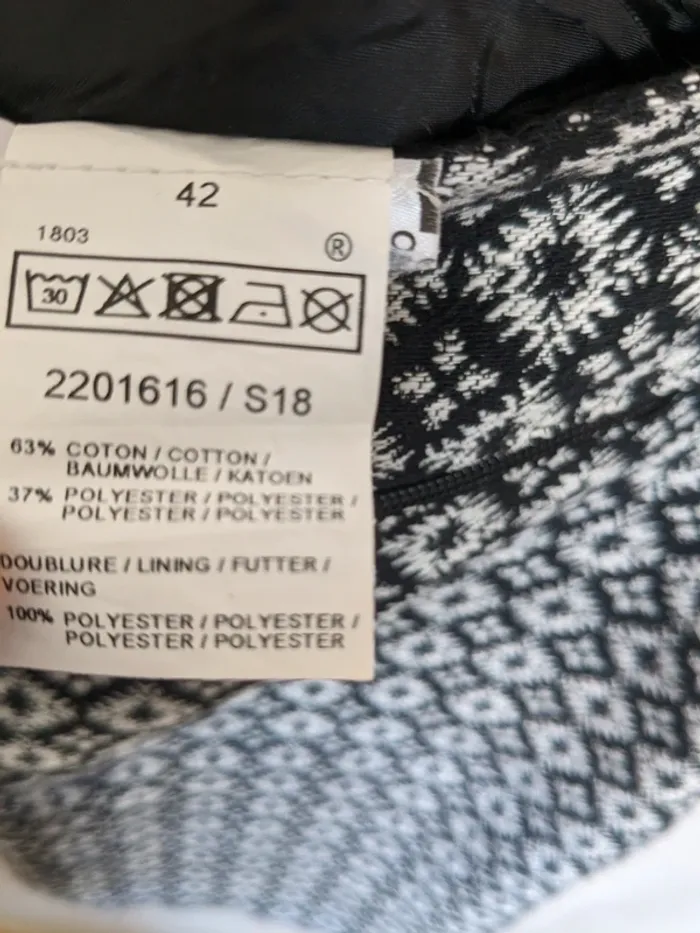 42
1803
®
30
2201616 / S18
63% COTON / COTTON /
BAUMWOLLE / KATOEN
37% POLYESTER / POLYESTER /
POLYESTER / POLYESTER
DOUBLURE / LINING / FUTTER /
VOERING
100% POLYESTER / POLYESTER /
POLYESTER / POLYESTER